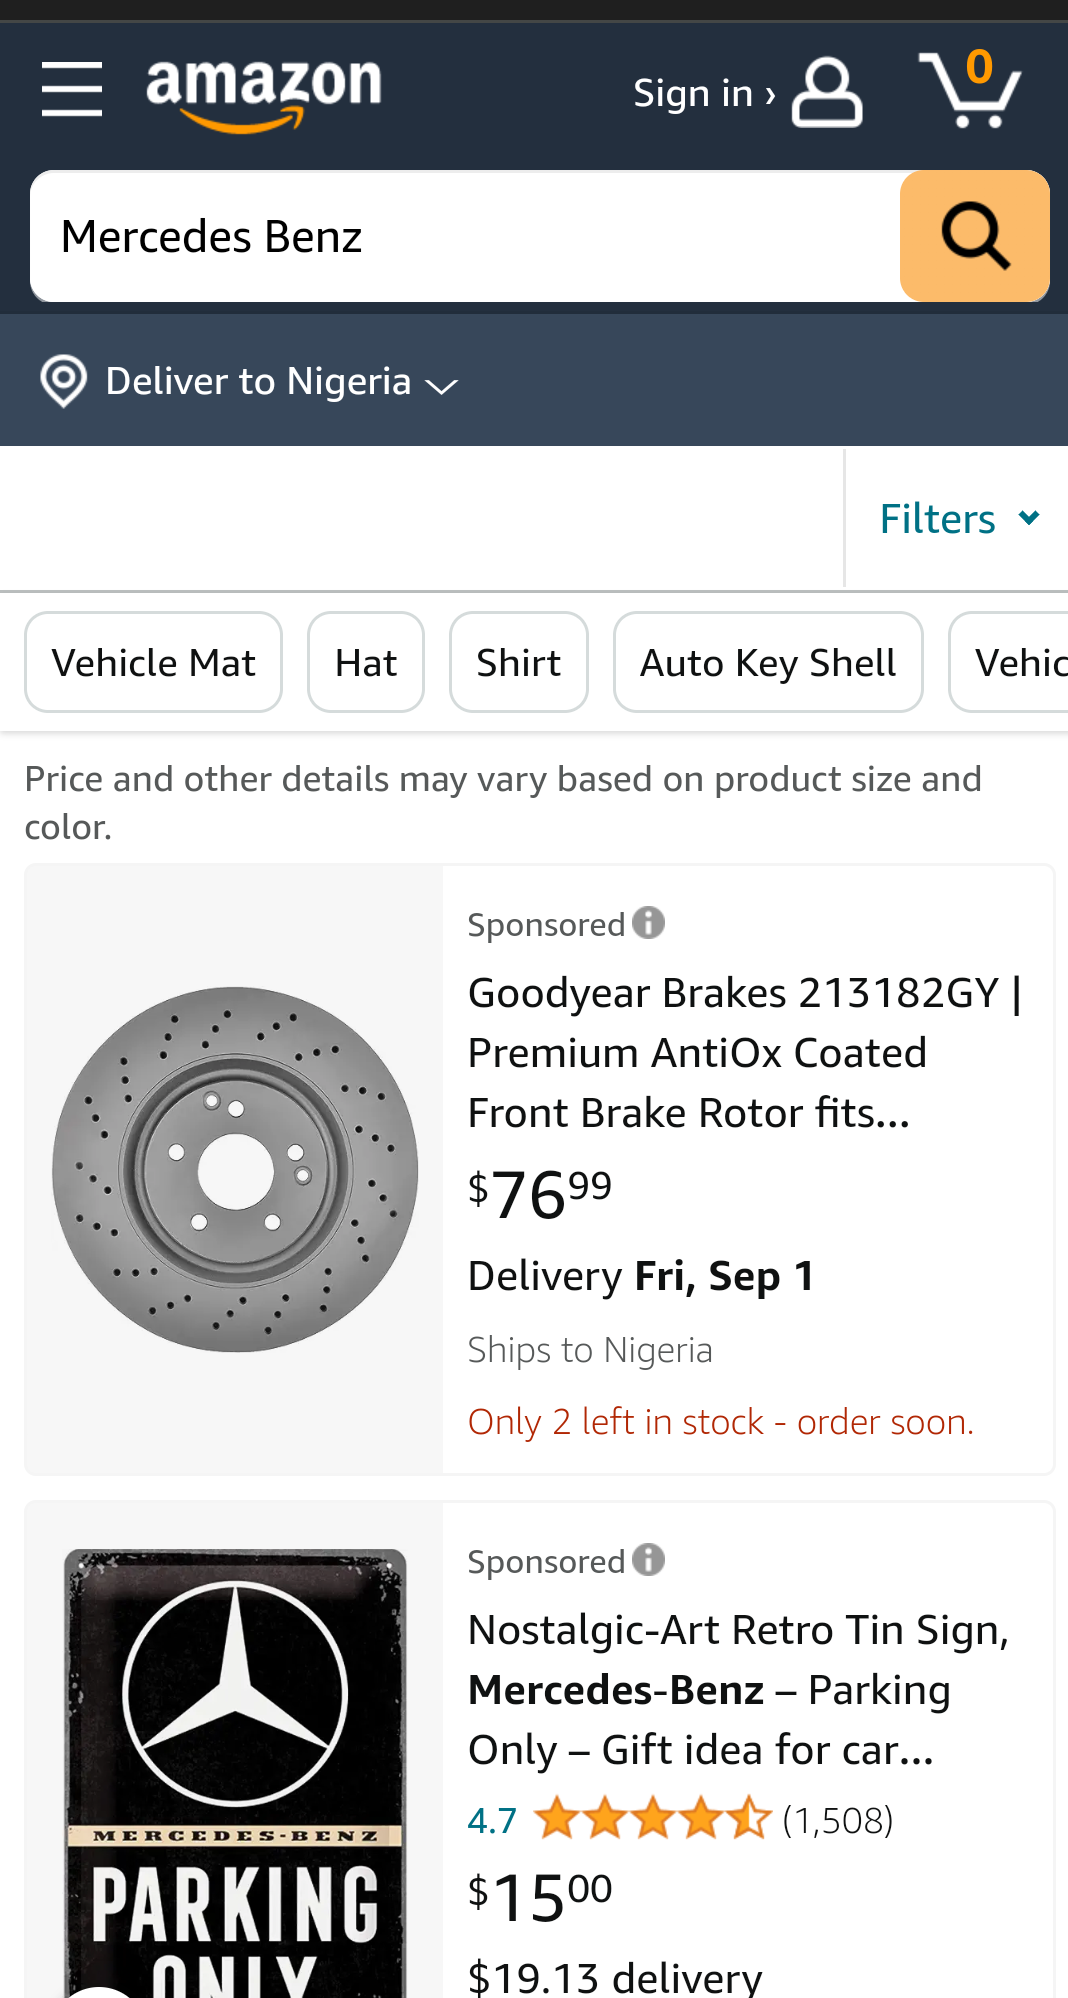 amazon
Sign in ›
0
Mercedes Benz
Deliver to Nigeria
Filters
Vehicle Mat
Hat
Shirt
Auto Key Shell
Vehic
Price and other details may vary based on product size and
color.
Sponsored
Goodyear Brakes 213182GY |
Premium AntiOx Coated
Front Brake Rotor fits...
$7699
Delivery Fri, Sep 1
Ships to Nigeria
Only 2 left in stock - order soon.
MERCEDES-BENZ
PARKING
ONLY
Sponsored
Nostalgic-Art Retro Tin Sign,
Mercedes-Benz – Parking
Only – Gift idea for car...
4.7 (1,508)
$1500
$19.13 delivery